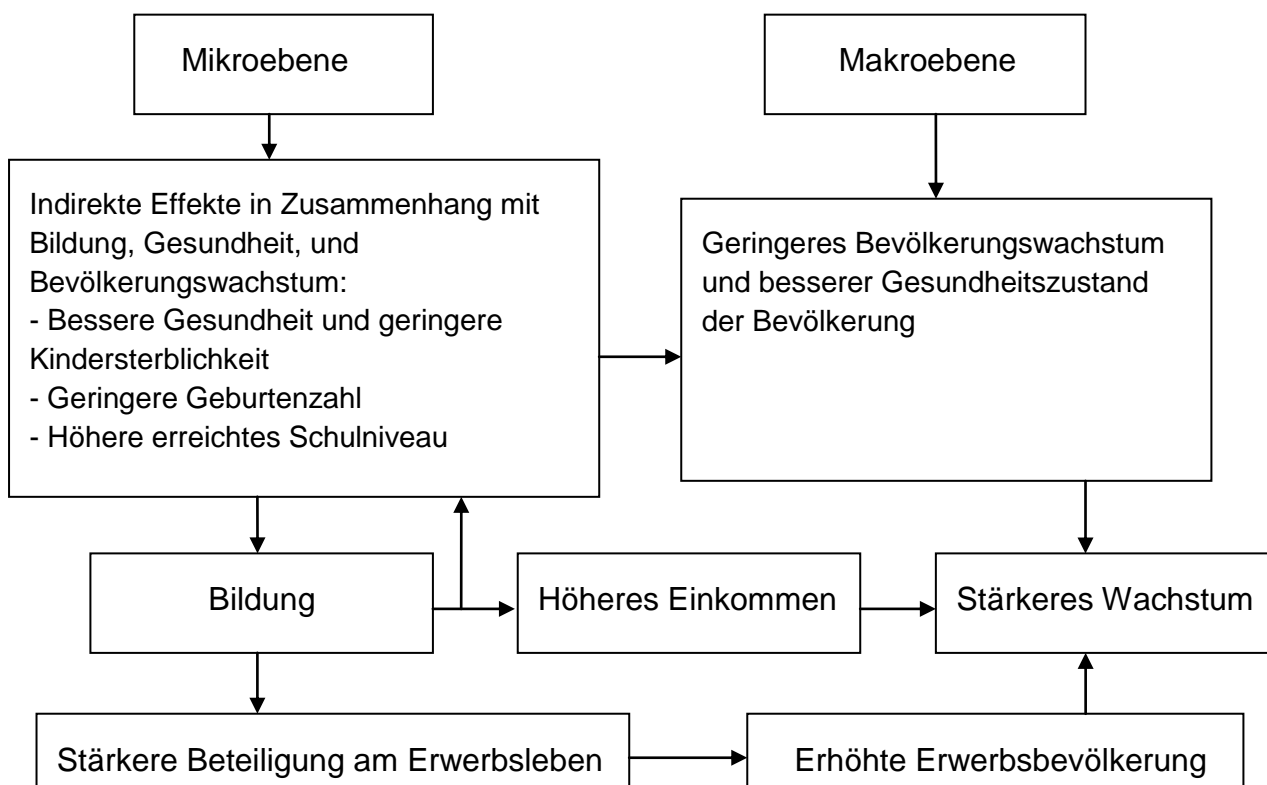 Mikroebene
Makroebene
Indirekte Effekte in Zusammenhang mit
Bildung, Gesundheit, und
Bevölkerungswachstum:
- Bessere Gesundheit und geringere
Kindersterblichkeit
- Geringere Geburtenzahl
- Höhere erreichtes Schulniveau
Geringeres Bevölkerungswachstum
und besserer Gesundheitszustand
der Bevölkerung
Bildung
Höheres Einkommen
Stärkeres Wachstum
Stärkere Beteiligung am Erwerbsleben
Erhöhte Erwerbsbevölkerung